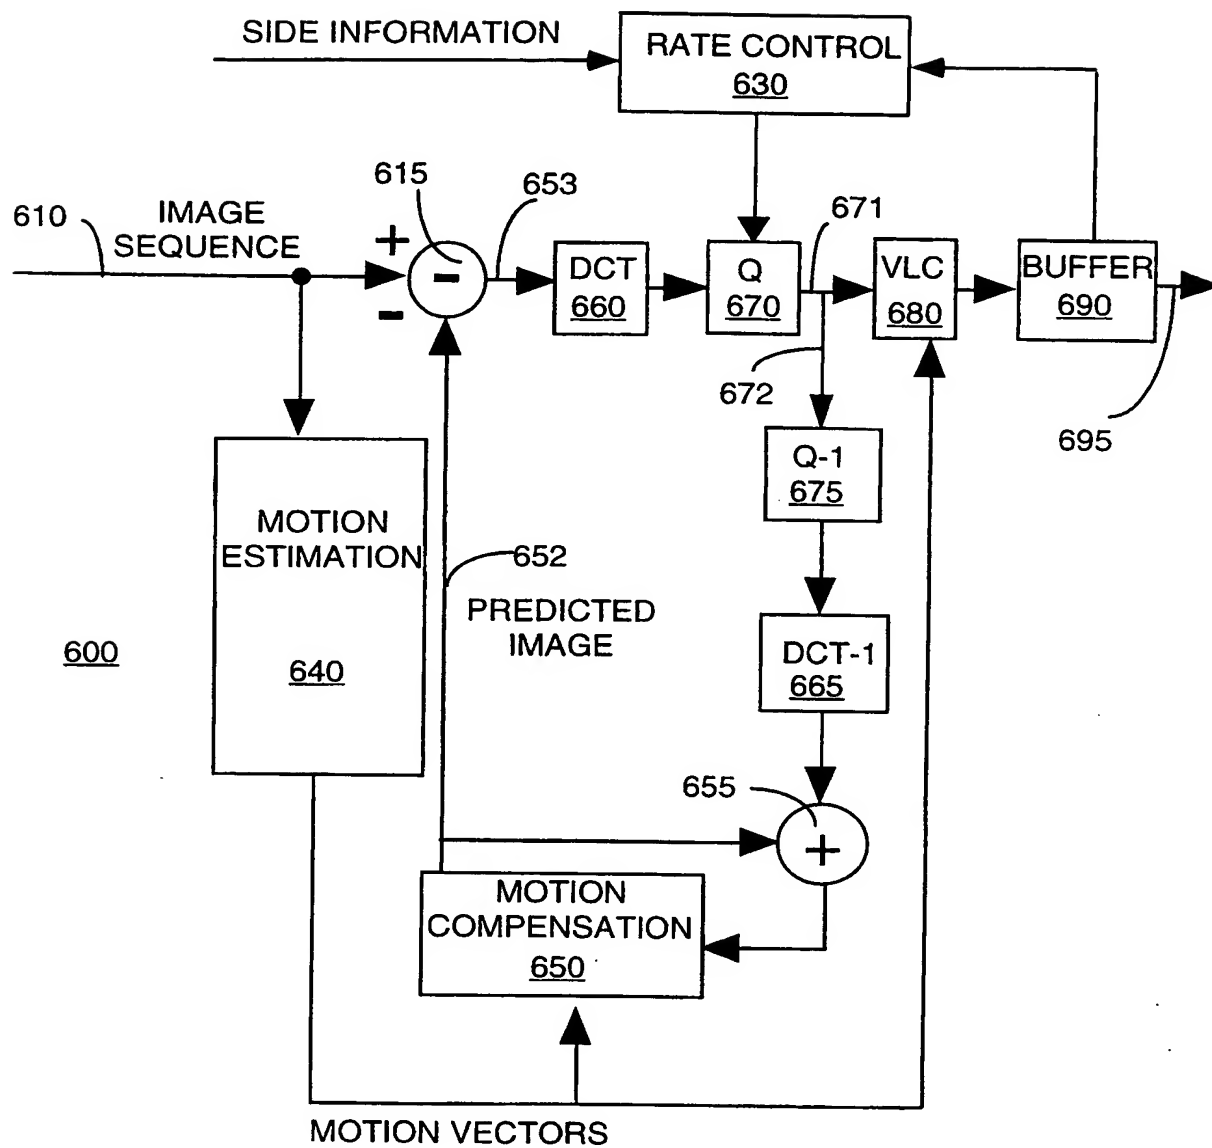 SIDE INFORMATION
RATE CONTROL
630
610
IMAGE
SEQUENCE
615
653
+
-
-
DCT
660
Q
670
671
672
VLC
680
BUFFER
690
695
Q-1
675
MOTION
ESTIMATION
640
652
PREDICTED
IMAGE
600
DCT-1
665
655
+
MOTION
COMPENSATION
650
MOTION VECTORS